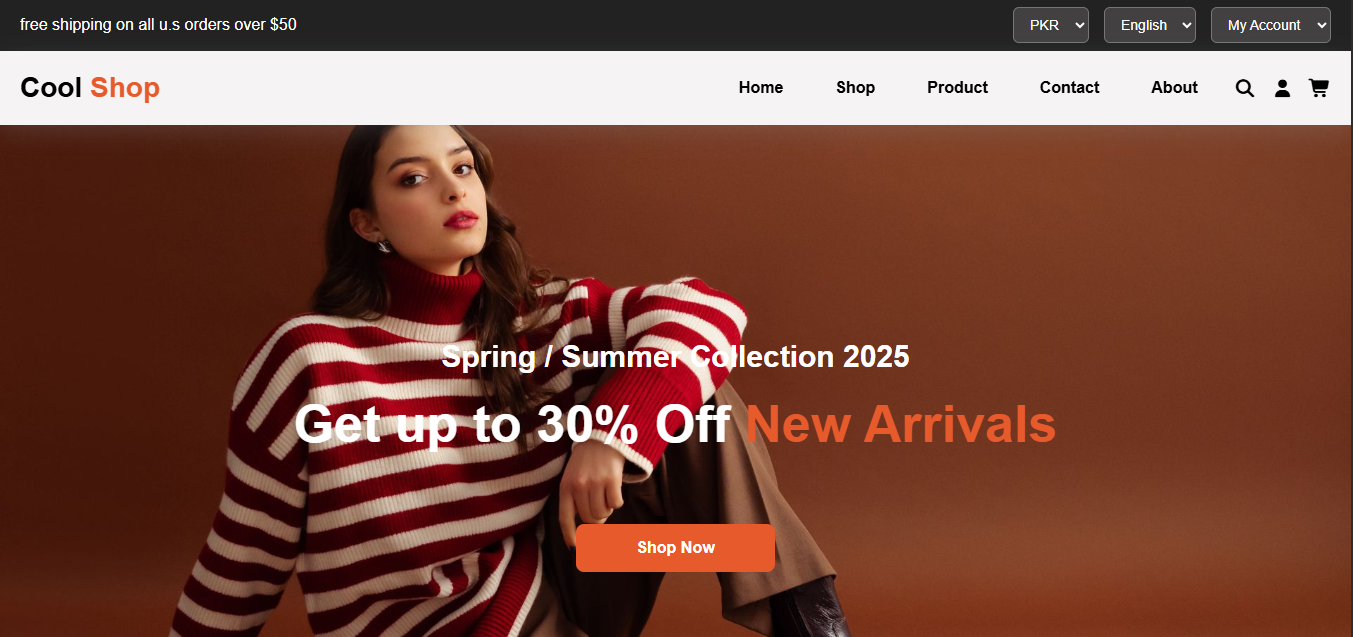 free shipping on all u.s orders over $50
PKR
English
My Account
Cool Shop
Home
Shop
Product
Contact
About
Spring / Summer Collection 2025
Get up to 30% Off New Arrivals
Shop Now